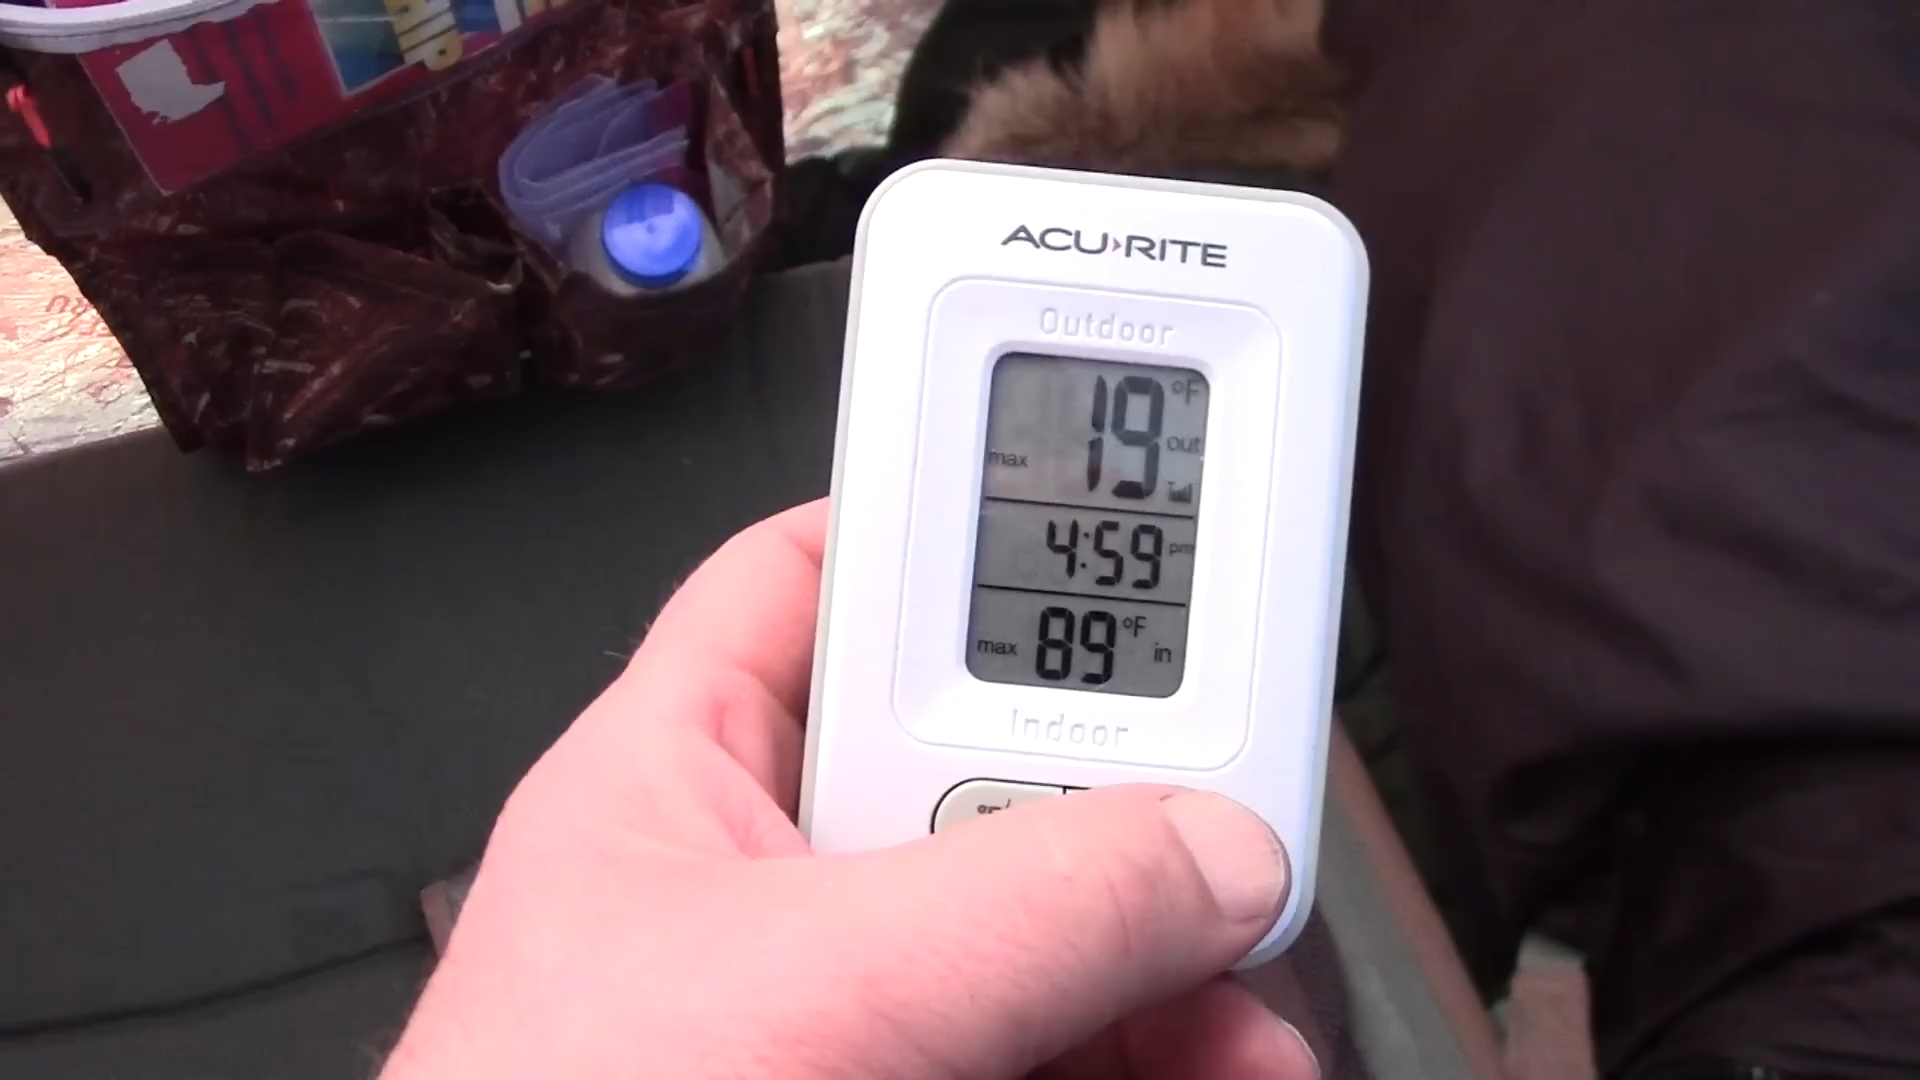 ACU›RITE
Outdoor
19 °F
out
max
4:59 pm
max 89 °F in
Indoor